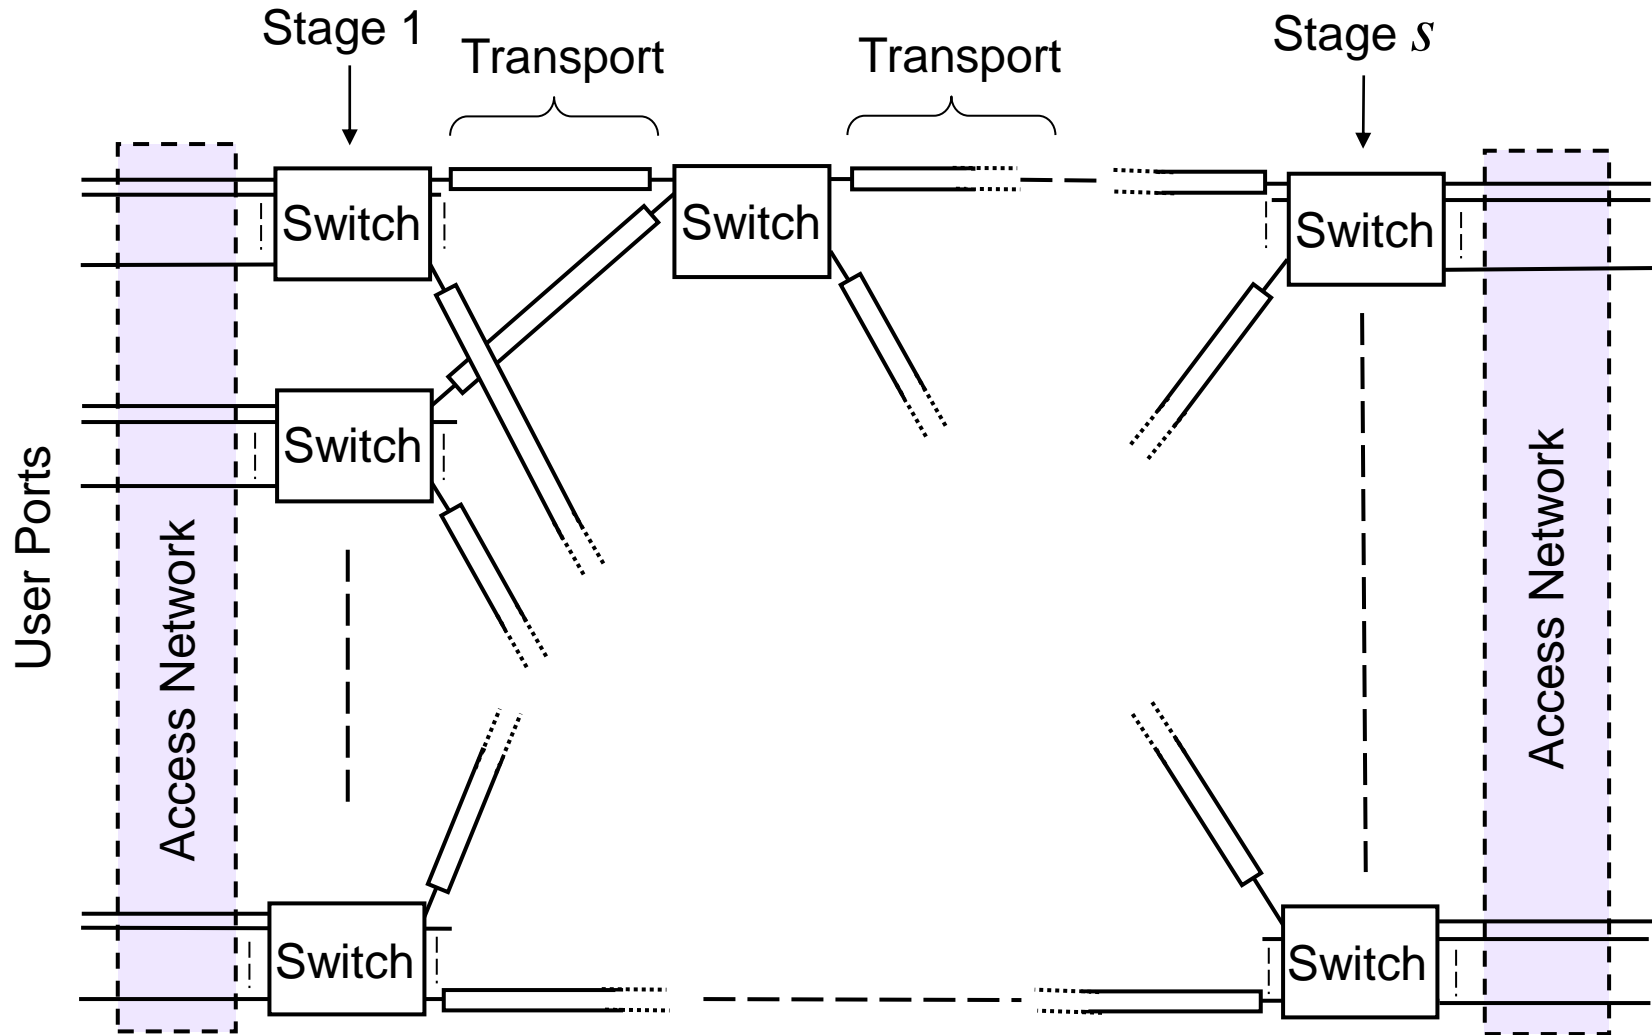 Stage 1
Transport
Transport
Stage s
Switch
Switch
Switch
Switch
User Ports
Access Network
Access Network
Switch
Switch